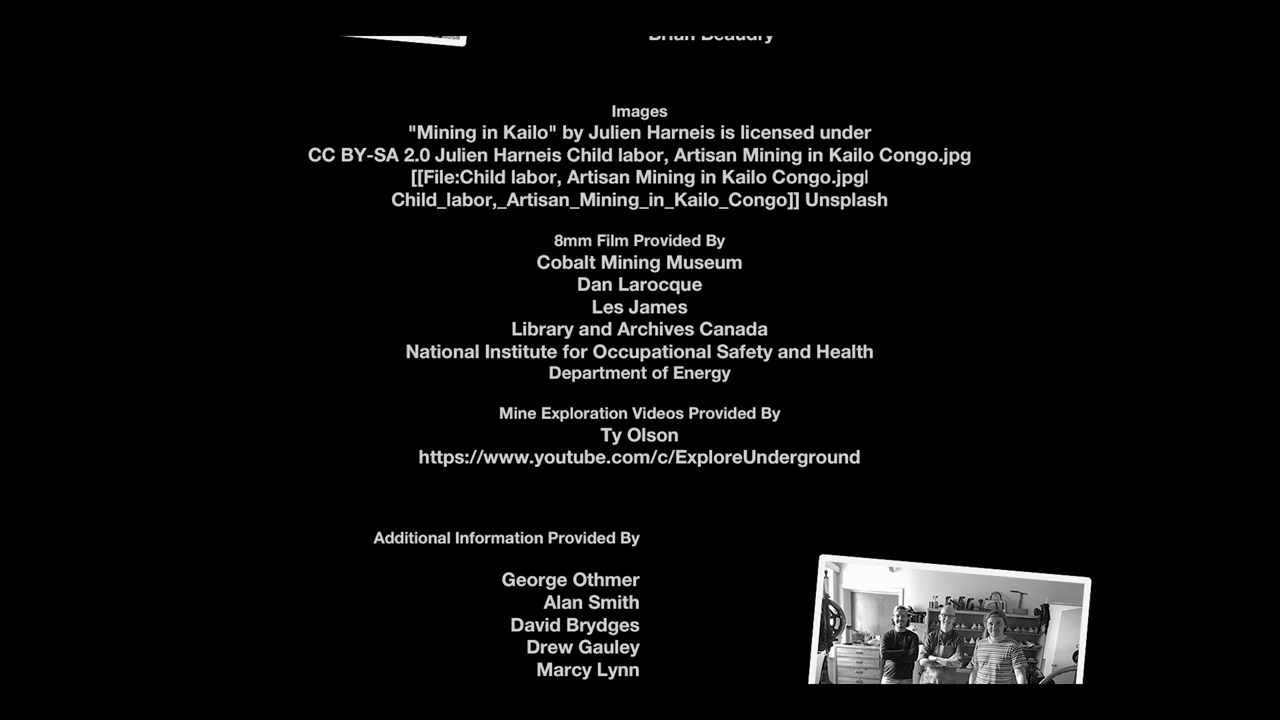 Brian Beaudry
Images
"Mining in Kailo" by Julien Harneis is licensed under
CC BY-SA 2.0 Julien Harneis Child labor, Artisan Mining in Kailo Congo.jpg
[[File:Child labor, Artisan Mining in Kailo Congo.jpg|
Child_labor,_Artisan_Mining_in_Kailo_Congo]] Unsplash
8mm Film Provided By
Cobalt Mining Museum
Dan Larocque
Les James
Library and Archives Canada
National Institute for Occupational Safety and Health
Department of Energy
Mine Exploration Videos Provided By
Ty Olson
https://www.youtube.com/c/ExploreUnderground
Additional Information Provided By
George Othmer
Alan Smith
David Brydges
Drew Gauley
Marcy Lynn